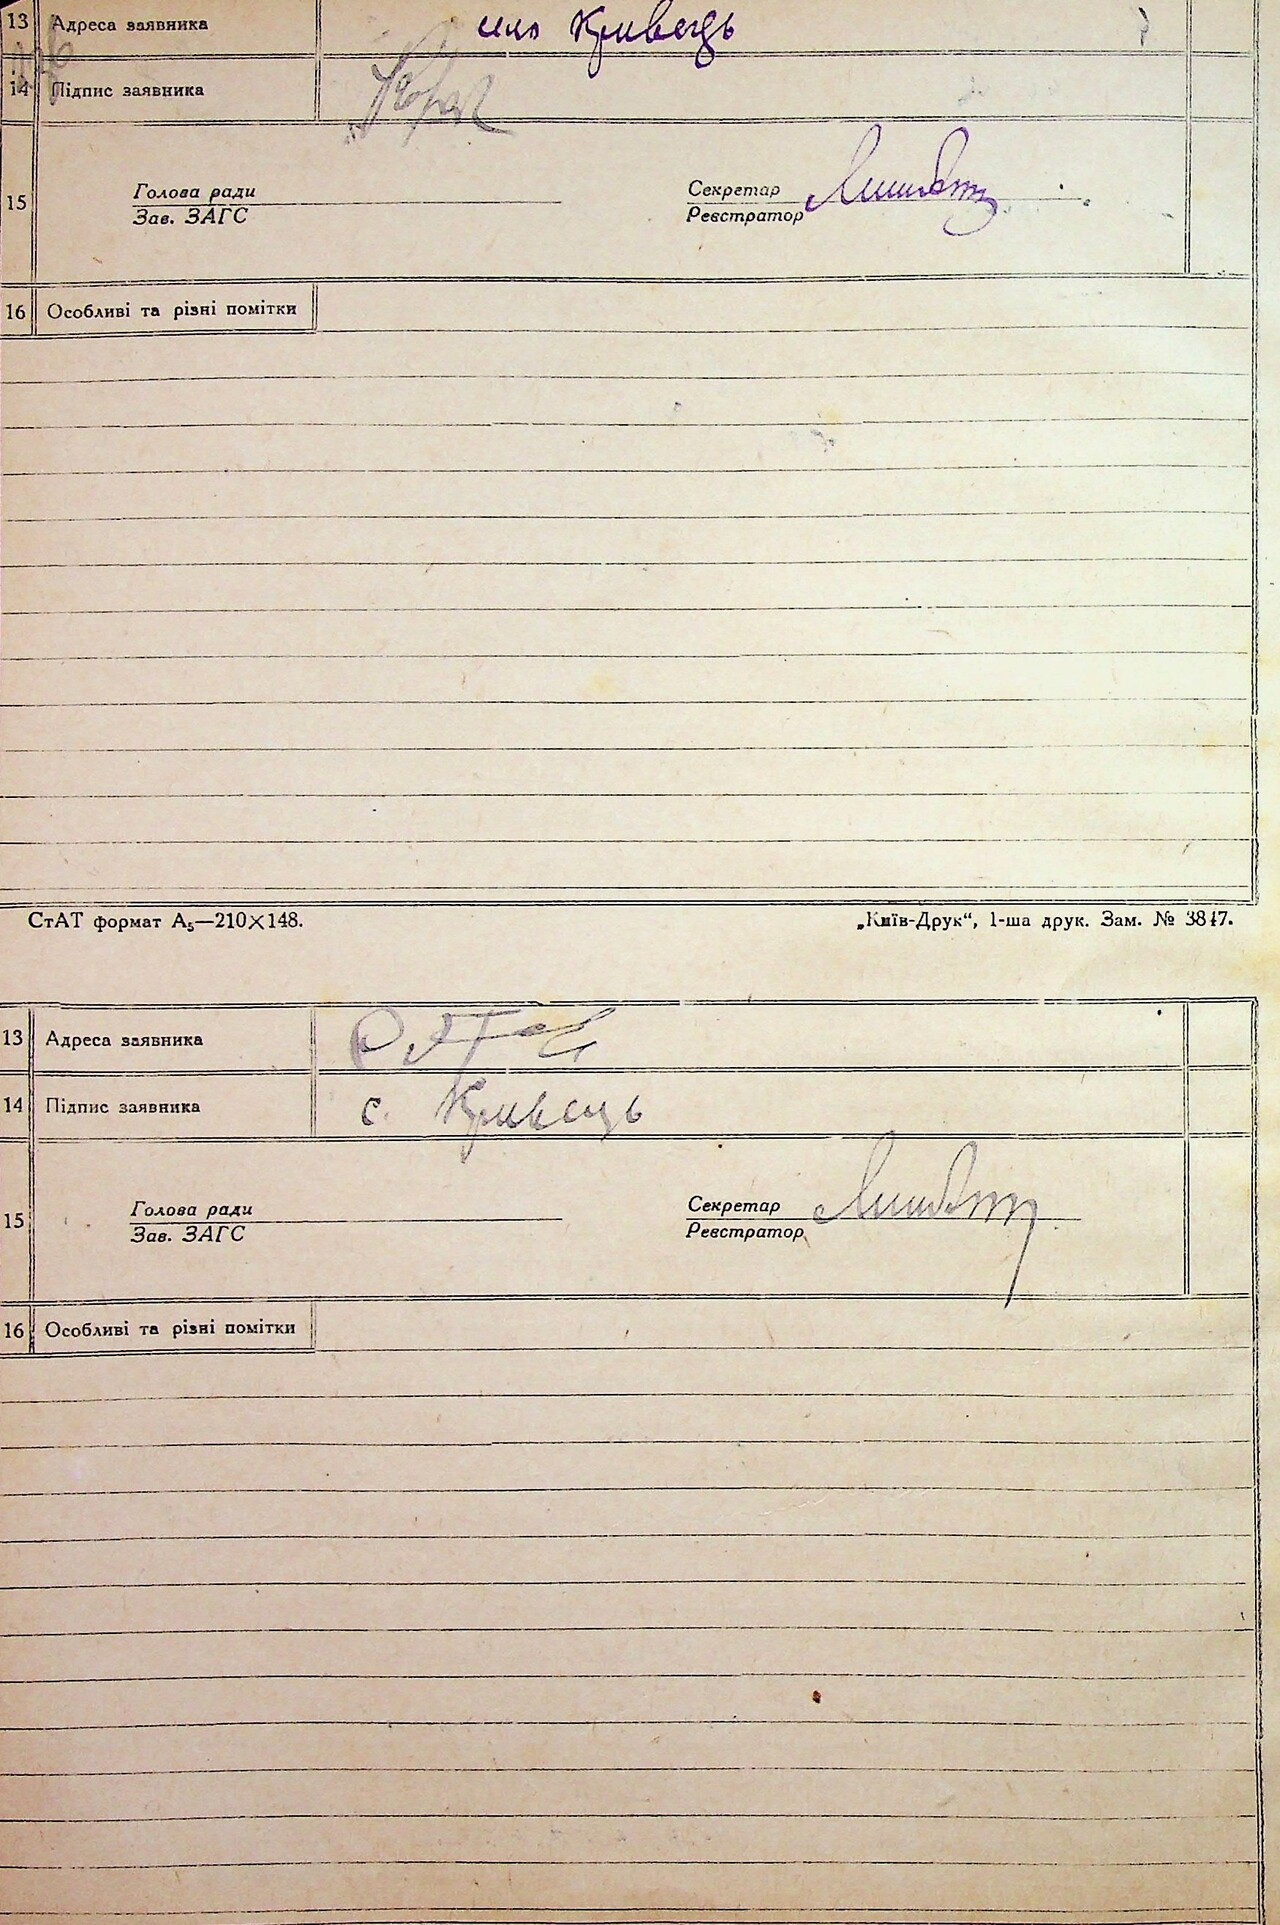 13 Адреса заявника село Кривець
14 Підпис заявника
15 Голова ради Секретар
Зав. ЗАГС Реєстратор
16 Особливі та різні помітки
СтАТ формат А5—210×148. „Київ-Друк“, 1-ша друк. Зам. № 3847.
13 Адреса заявника
14 Підпис заявника с. Кривець
15 Голова ради Секретар
Зав. ЗАГС Реєстратор
16 Особливі та різні помітки